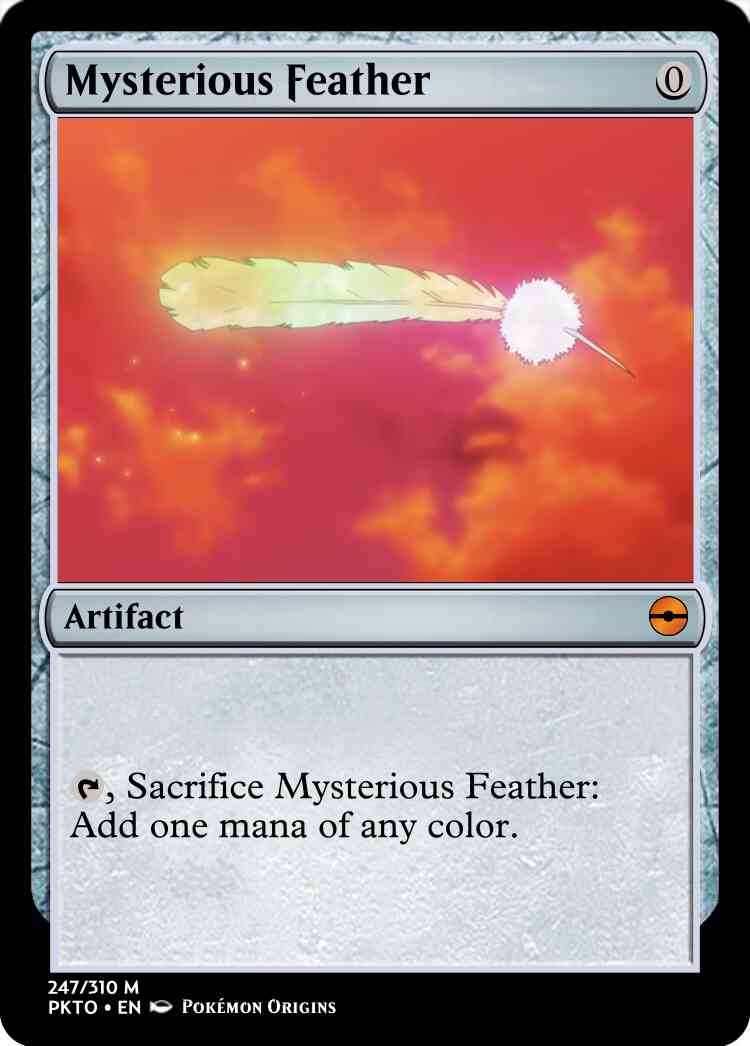 Mysterious Feather 0
Artifact
, Sacrifice Mysterious Feather:
Add one mana of any color.
247/310 M
PKTO • EN Pokémon Origins